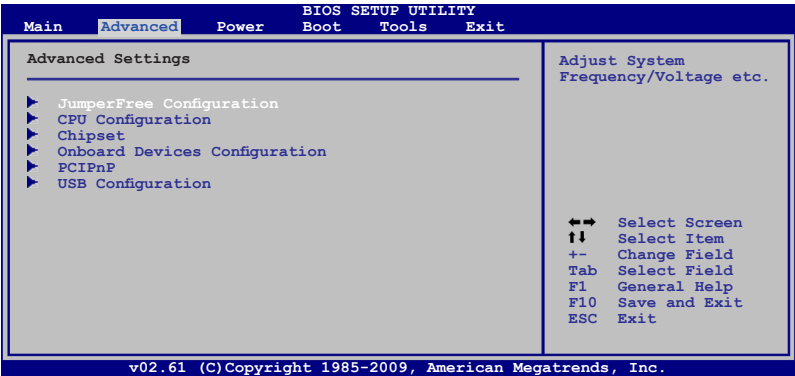 BIOS SETUP UTILITY
Main Advanced Power Boot Tools Exit
Advanced Settings
JumperFree Configuration
CPU Configuration
Chipset
Onboard Devices Configuration
PCIPnP
USB Configuration
Adjust System
Frequency/Voltage etc.
Select Screen
Select Item
+- Change Field
Tab Select Field
F1 General Help
F10 Save and Exit
ESC Exit
v02.61 (C)Copyright 1985-2009, American Megatrends, Inc.